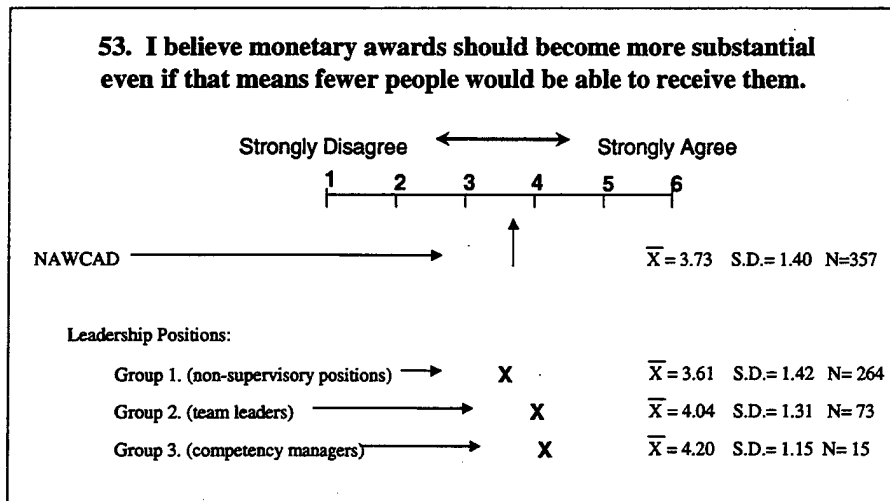 53. I believe monetary awards should become more substantial
even if that means fewer people would be able to receive them.
Strongly Disagree Strongly Agree
1 2 3 4 5 6
NAWCAD X̅ = 3.73 S.D.= 1.40 N=357
Leadership Positions:
Group 1. (non-supervisory positions) X X̅ = 3.61 S.D.= 1.42 N= 264
Group 2. (team leaders) X X̅ = 4.04 S.D.= 1.31 N= 73
Group 3. (competency managers) X X̅ = 4.20 S.D.= 1.15 N= 15